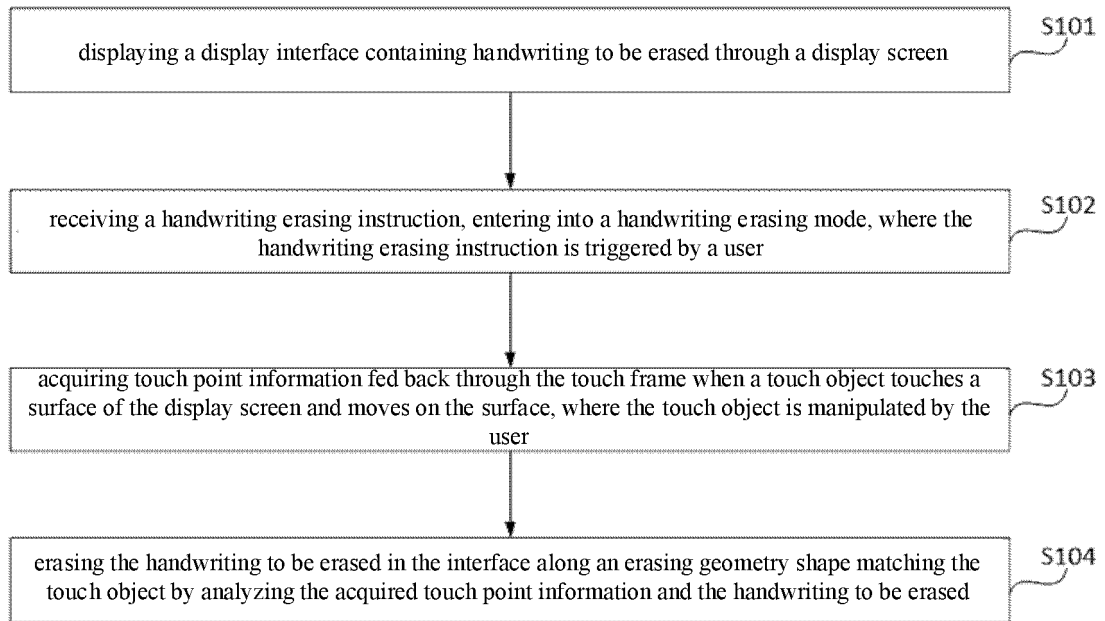 S101
displaying a display interface containing handwriting to be erased through a display screen
S102
receiving a handwriting erasing instruction, entering into a handwriting erasing mode, where the
handwriting erasing instruction is triggered by a user
S103
acquiring touch point information fed back through the touch frame when a touch object touches a
surface of the display screen and moves on the surface, where the touch object is manipulated by the
user
S104
erasing the handwriting to be erased in the interface along an erasing geometry shape matching the
touch object by analyzing the acquired touch point information and the handwriting to be erased